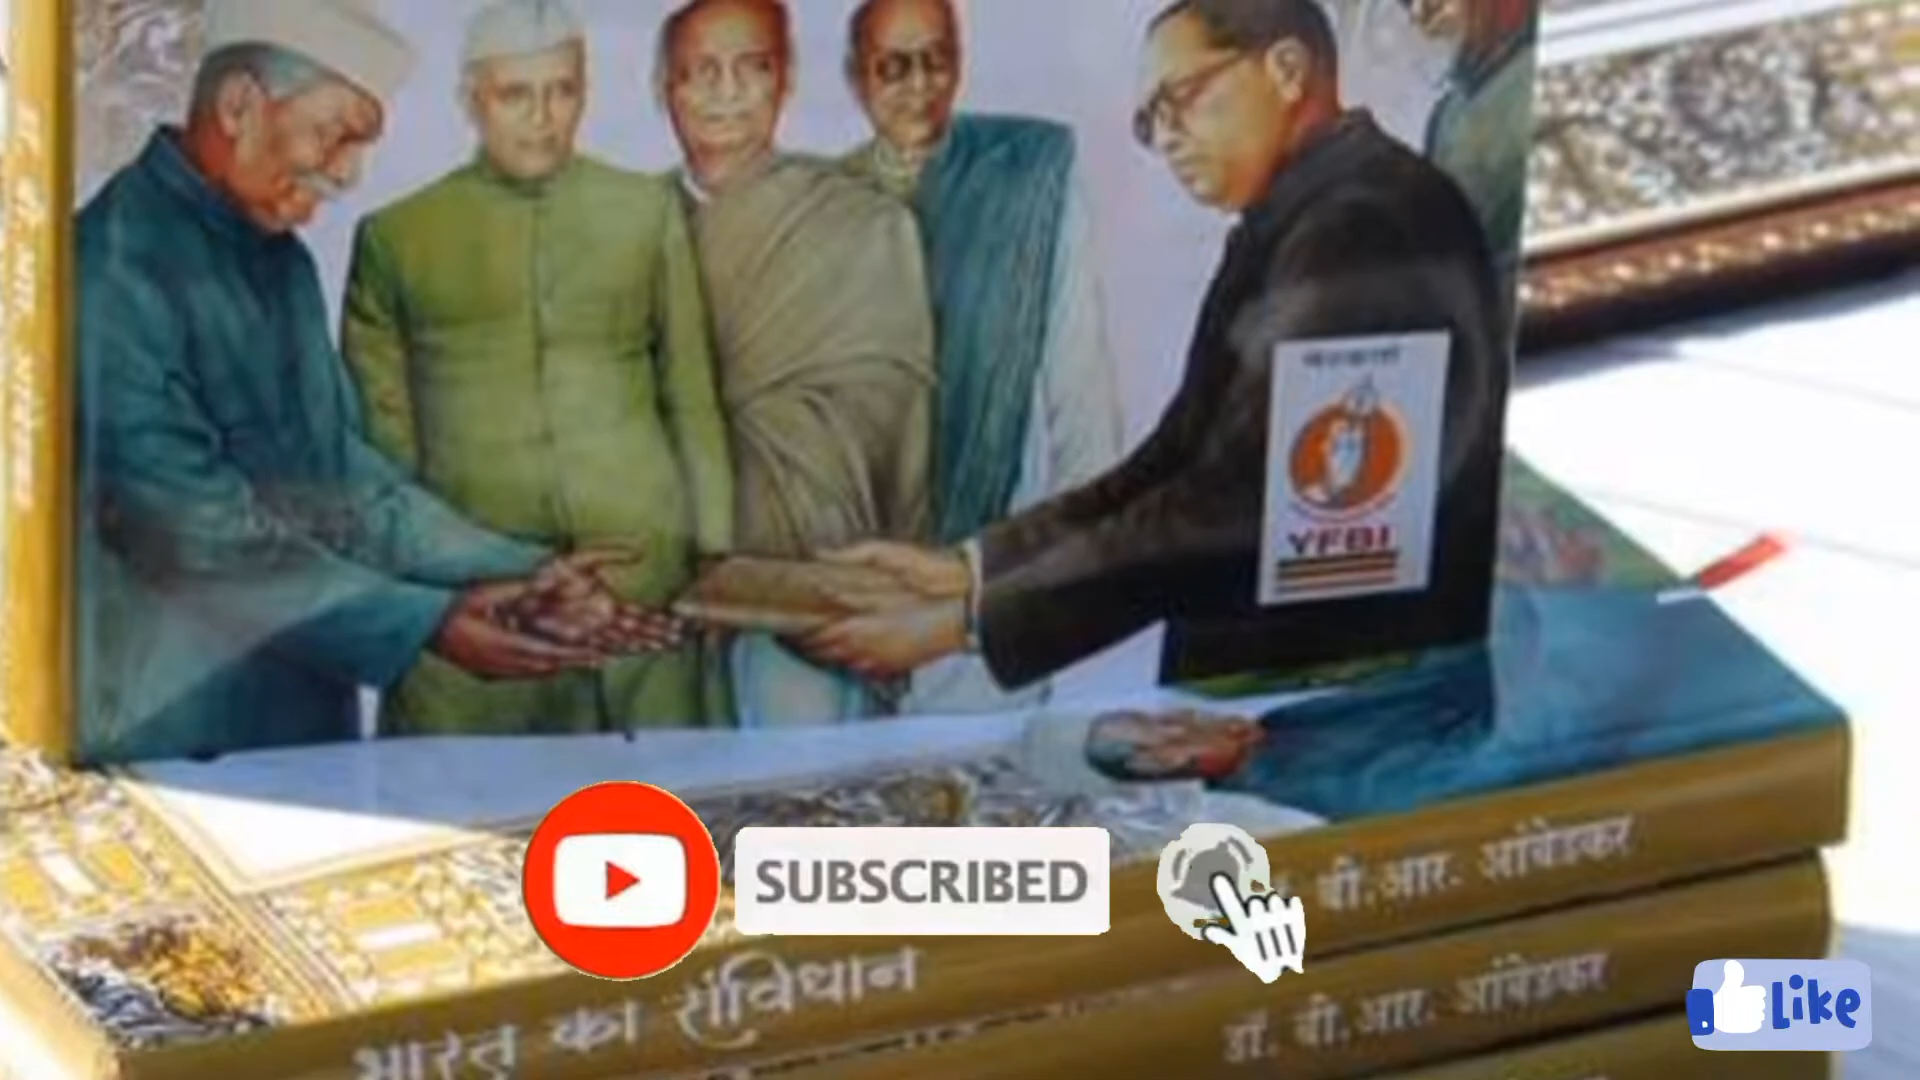 YFBI
SUBSCRIBED
बी.आर. आंबेडकर
भारत का संविधान
डॉ. बी.आर. आंबेडकर
Like